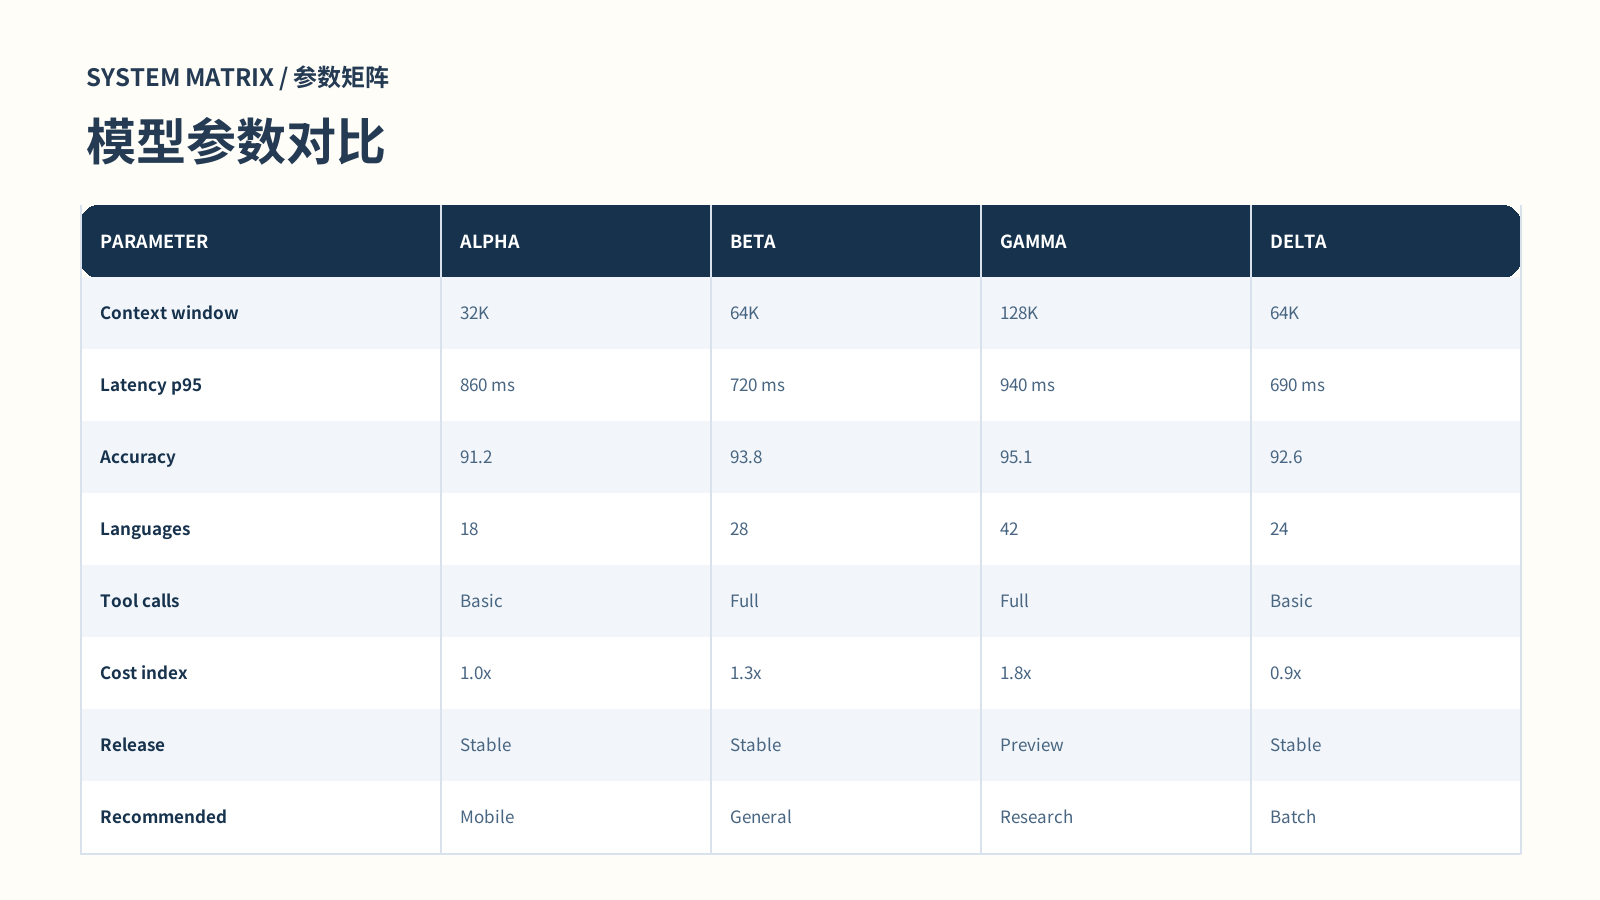 SYSTEM MATRIX / 参数矩阵
模型参数对比
PARAMETER ALPHA BETA GAMMA DELTA
Context window 32K 64K 128K 64K
Latency p95 860 ms 720 ms 940 ms 690 ms
Accuracy 91.2 93.8 95.1 92.6
Languages 18 28 42 24
Tool calls Basic Full Full Basic
Cost index 1.0x 1.3x 1.8x 0.9x
Release Stable Stable Preview Stable
Recommended Mobile General Research Batch